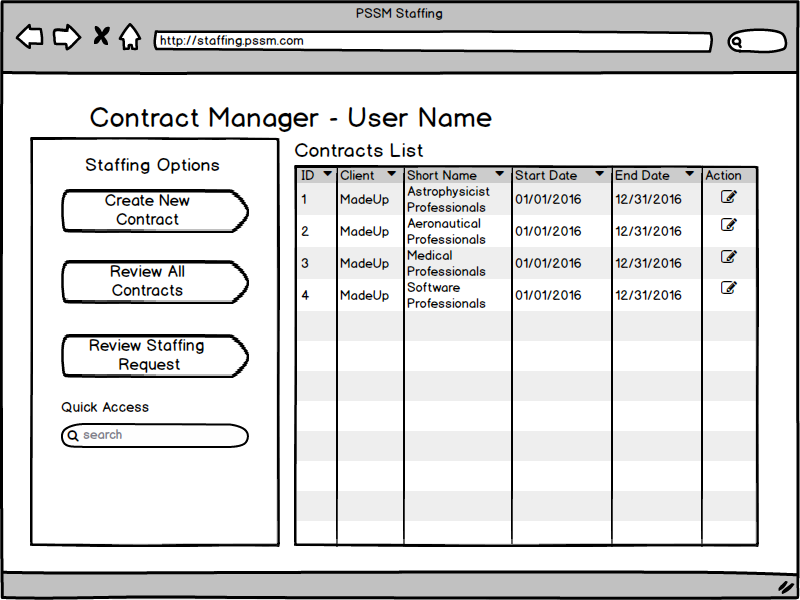 PSSM Staffing
http://staffing.pssm.com
Contract Manager - User Name
Staffing Options
Create New
Contract
Review All
Contracts
Review Staffing
Request
Quick Access
search
Contracts List
ID Client Short Name Start Date End Date Action
1 MadeUp Astrophysicist Professionals 01/01/2016 12/31/2016
2 MadeUp Aeronautical Professionals 01/01/2016 12/31/2016
3 MadeUp Medical Professionals 01/01/2016 12/31/2016
4 MadeUp Software Professionals 01/01/2016 12/31/2016